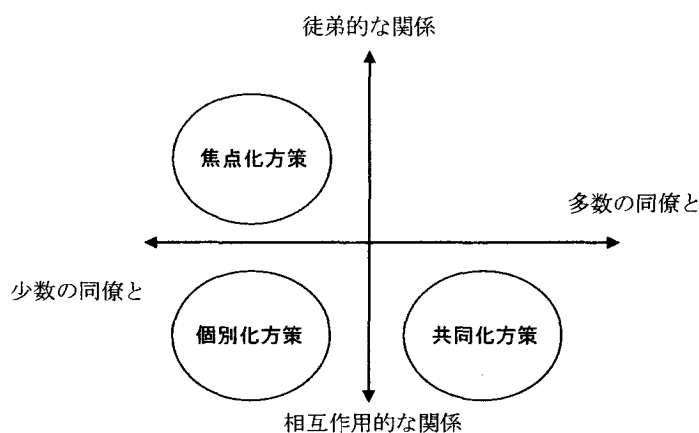 徒弟的な関係
焦点化方策
多数の同僚と
少数の同僚と
個別化方策
共同化方策
相互作用的な関係